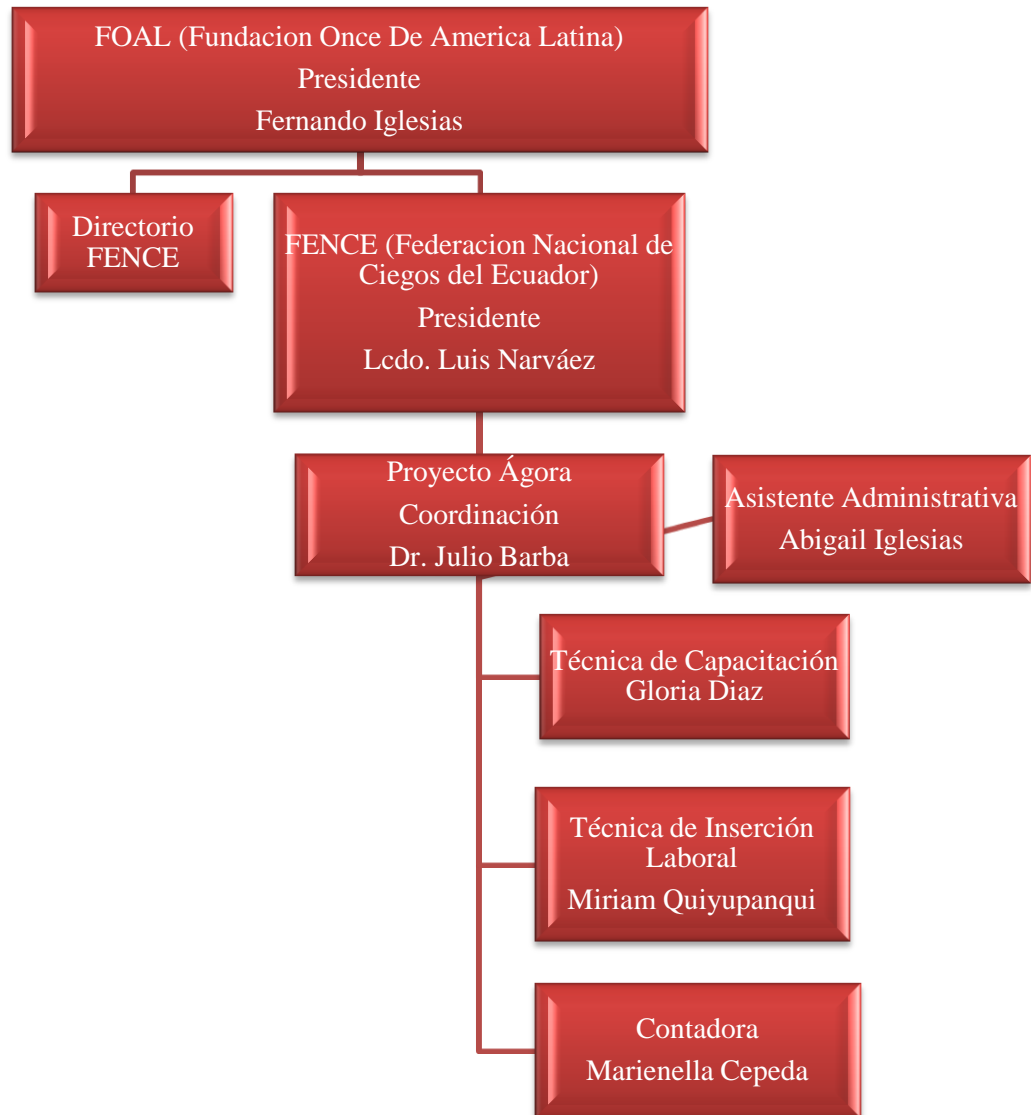 FOAL (Fundacion Once De America Latina)
Presidente
Fernando Iglesias
Directorio
FENCE
FENCE (Federacion Nacional de
Ciegos del Ecuador)
Presidente
Lcdo. Luis Narváez
Proyecto Ágora
Coordinación
Dr. Julio Barba
Asistente Administrativa
Abigail Iglesias
Técnica de Capacitación
Gloria Diaz
Técnica de Inserción
Laboral
Miriam Quiyupanqui
Contadora
Marienella Cepeda